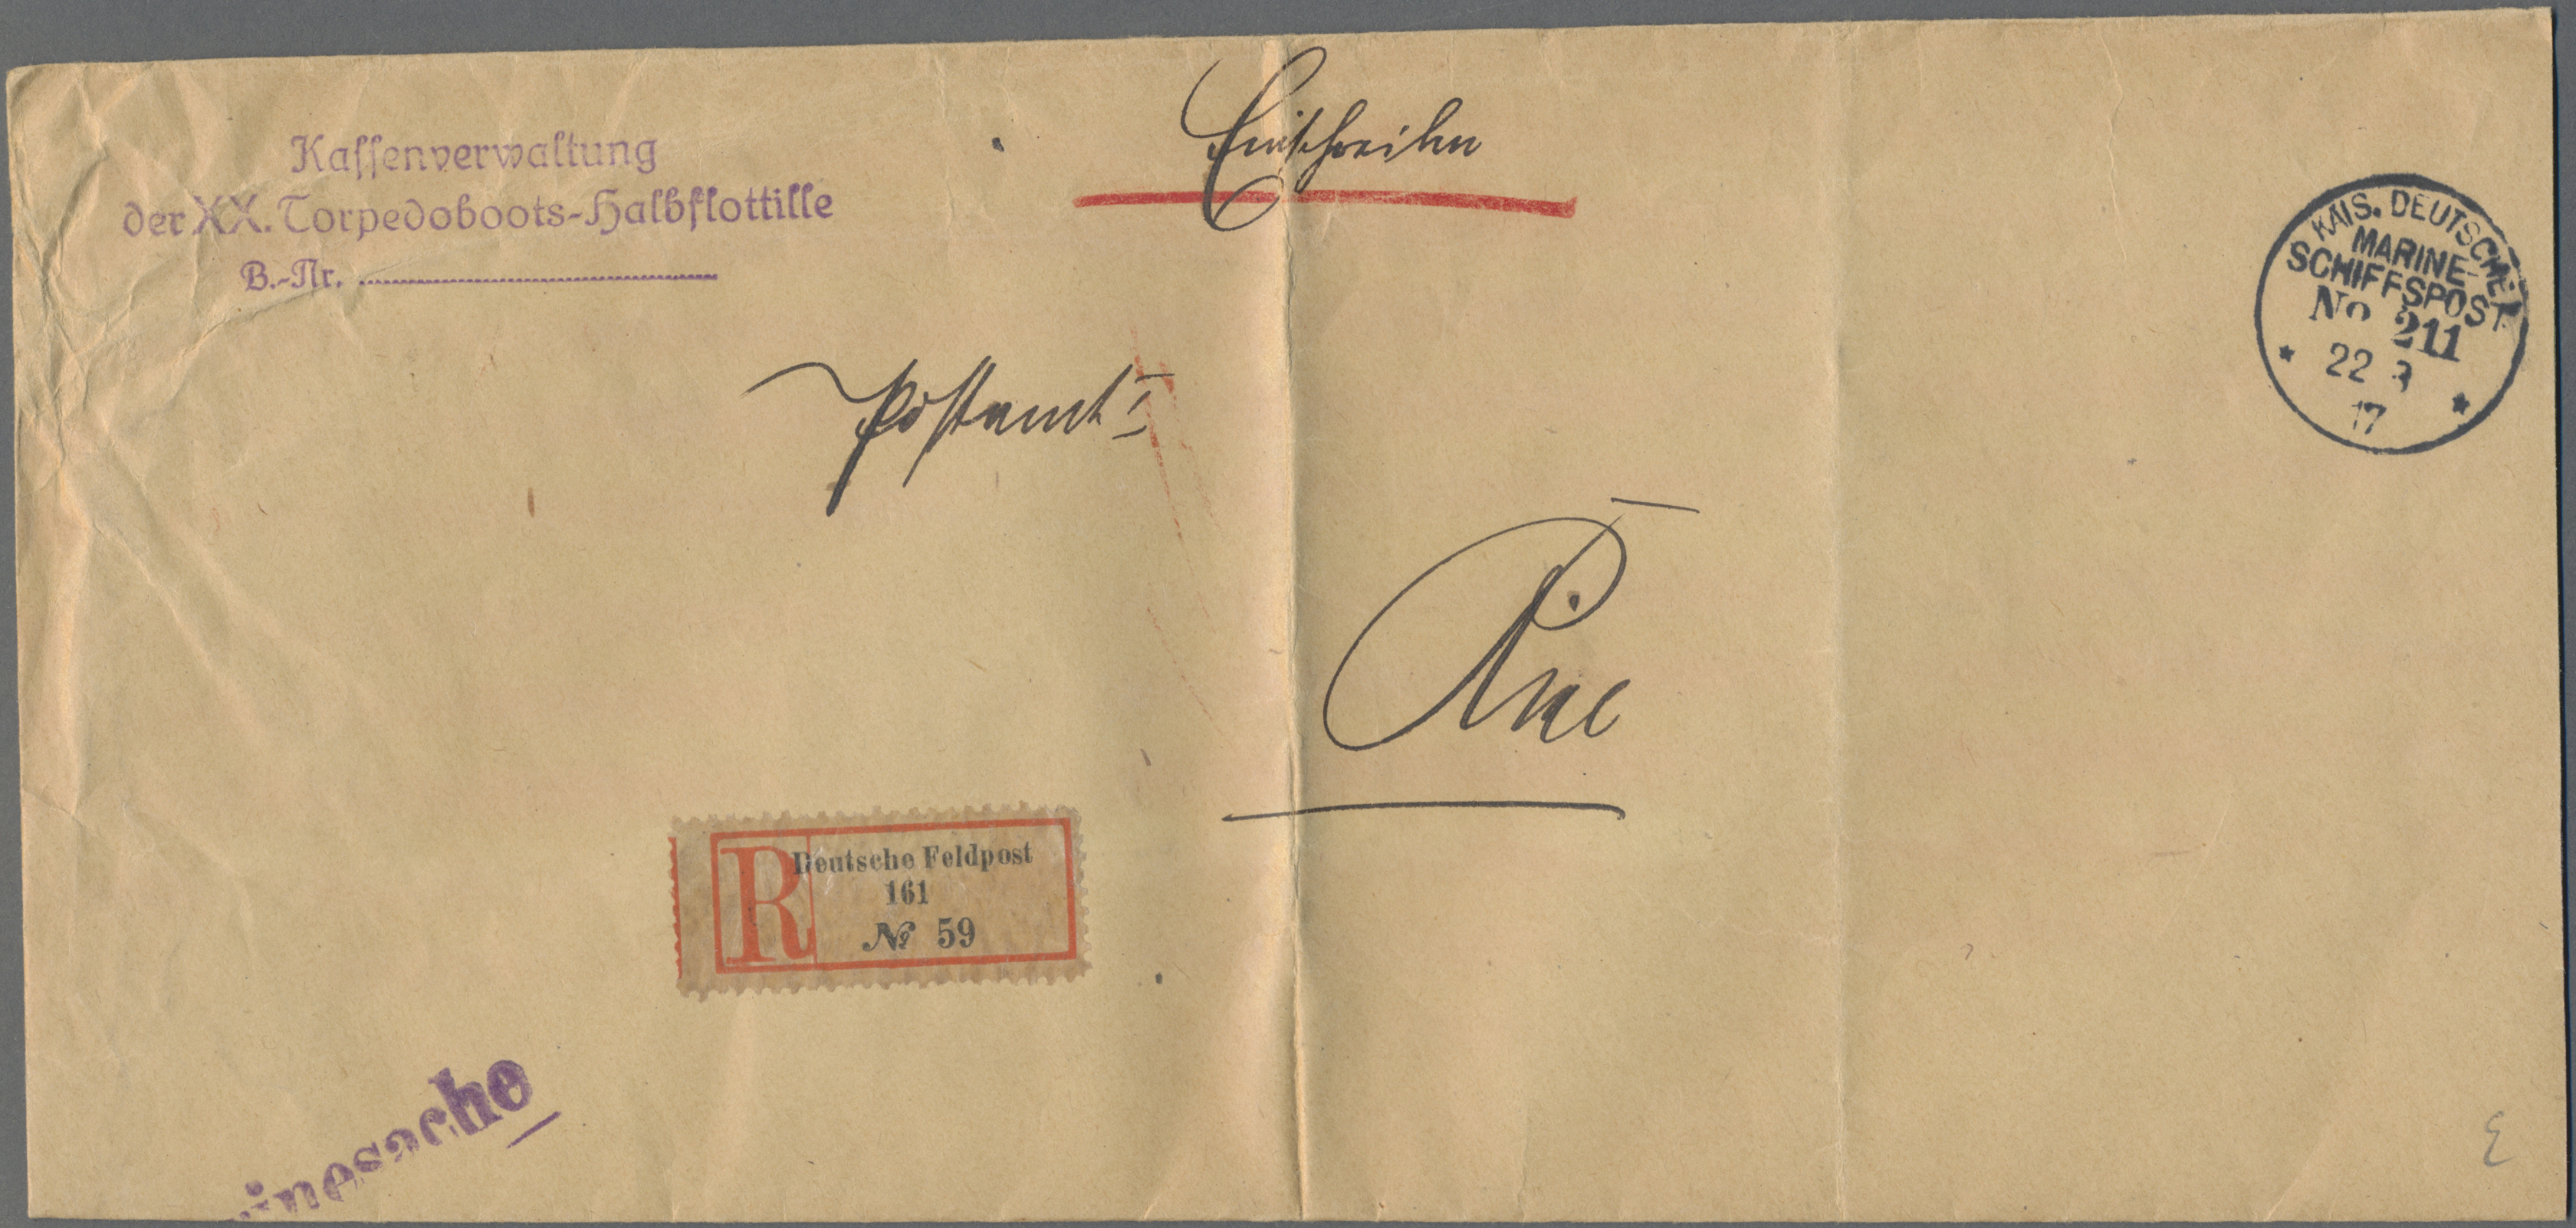 Kassenverwaltung
der XX. Torpedoboots-Halbflottille
B.-Nr.
Einschreiben
KAIS. DEUTSCHE
MARINE-
SCHIFFSPOST
No 211
22
17
Postamt I
Deutsche Feldpost
R
161
№ 59
inesache